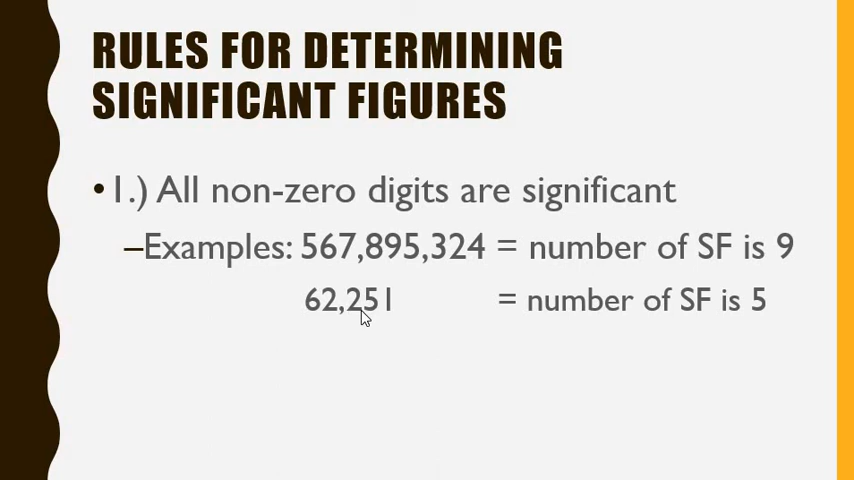 RULES FOR DETERMINING
SIGNIFICANT FIGURES
•1.) All non-zero digits are significant
–Examples: 567,895,324 = number of SF is 9
62,251 = number of SF is 5